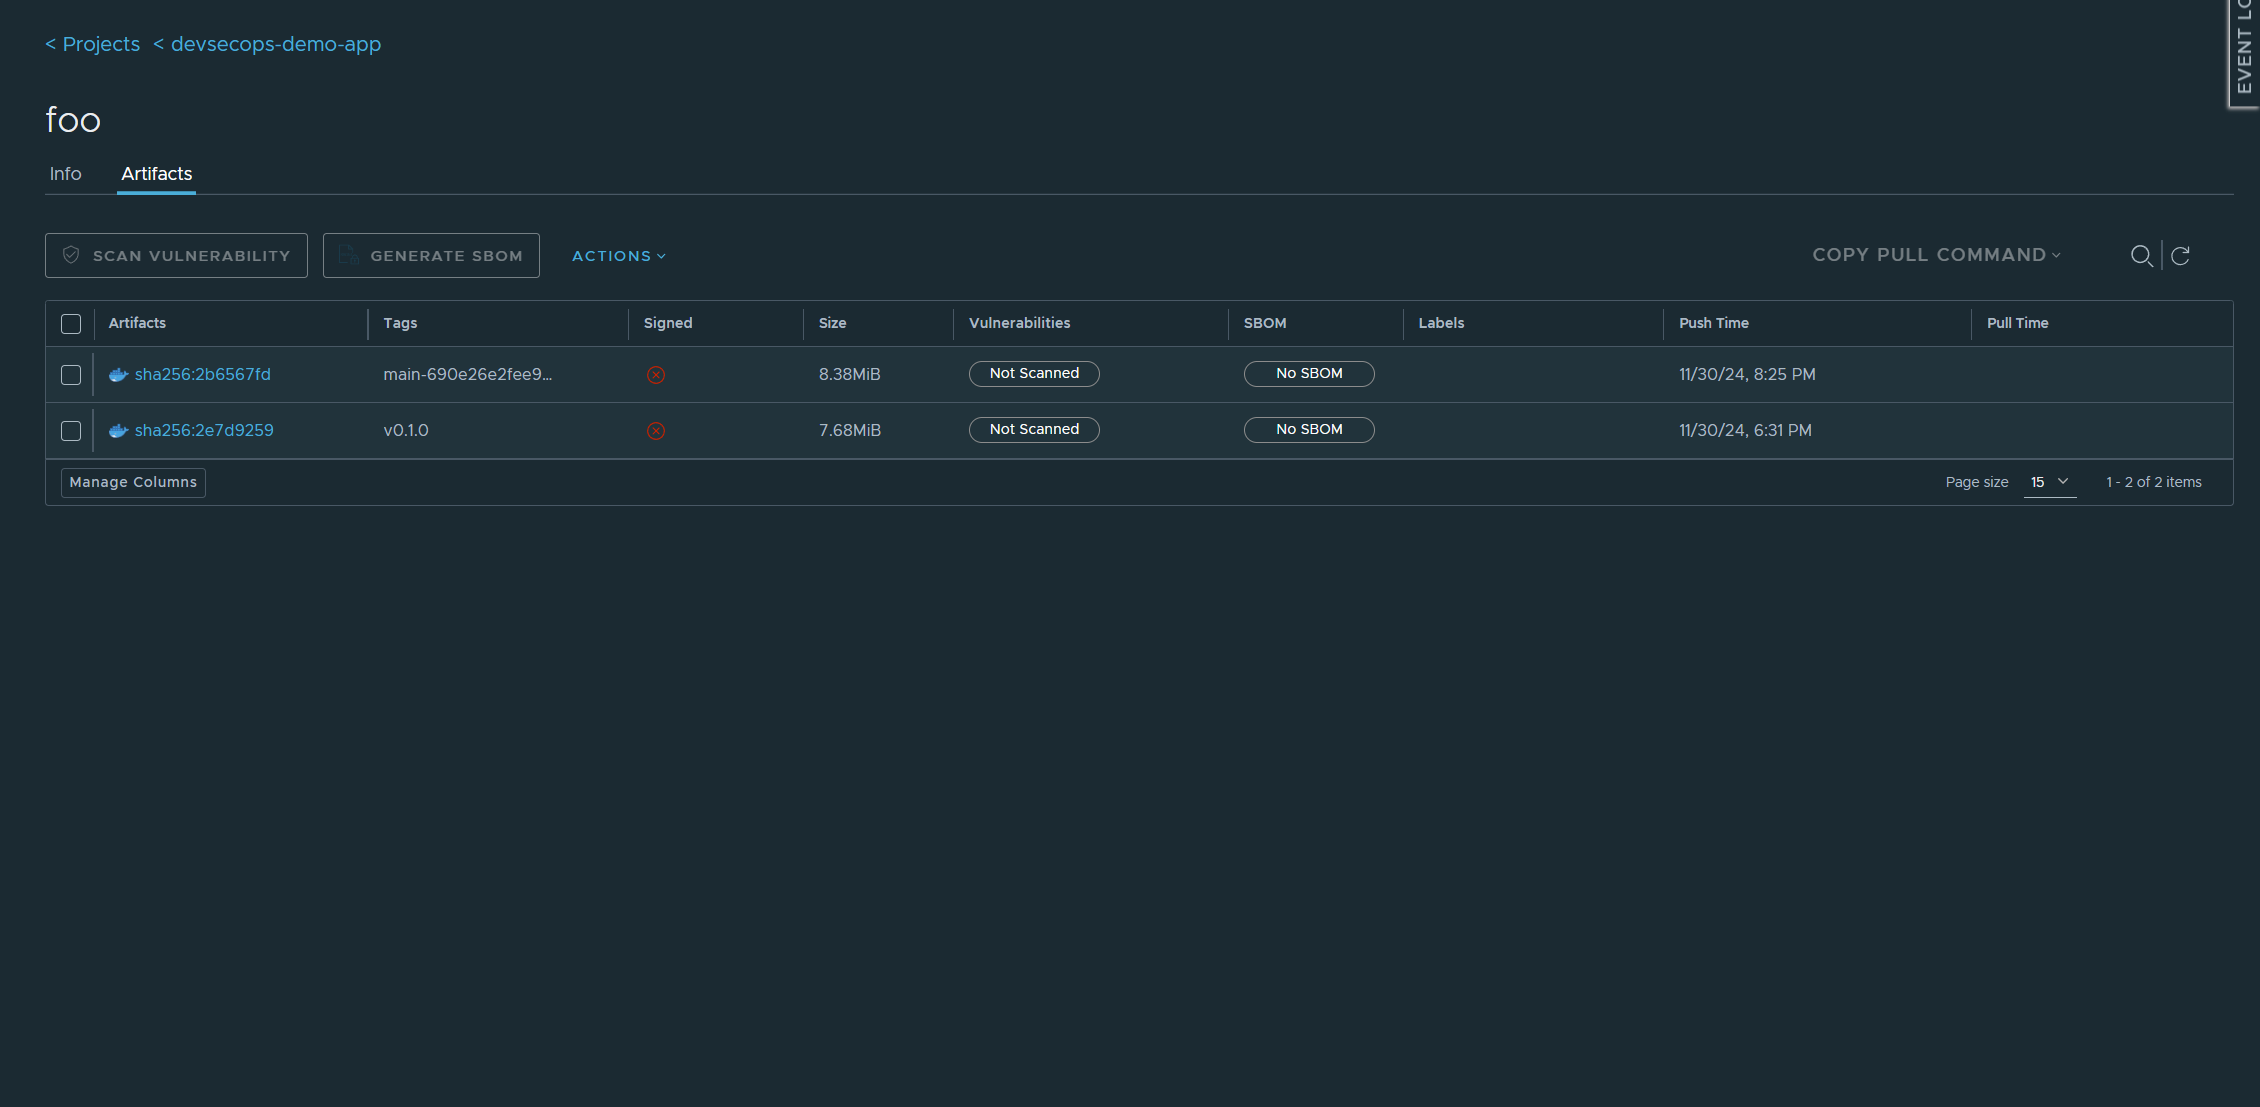 < Projects < devsecops-demo-app
EVENT LO
foo
Info Artifacts
SCAN VULNERABILITY GENERATE SBOM ACTIONS COPY PULL COMMAND
Artifacts Tags Signed Size Vulnerabilities SBOM Labels Push Time Pull Time
sha256:2b6567fd main-690e26e2fee9... 8.38MiB Not Scanned No SBOM 11/30/24, 8:25 PM
sha256:2e7d9259 v0.1.0 7.68MiB Not Scanned No SBOM 11/30/24, 6:31 PM
Manage Columns Page size 15 1 - 2 of 2 items